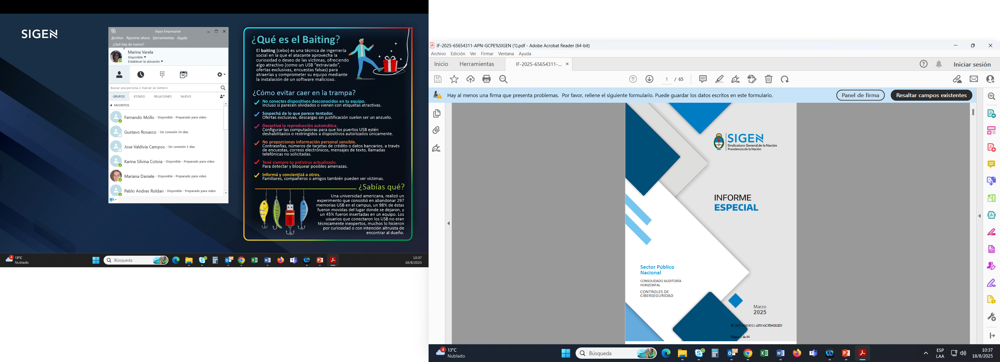 SIGEN
Skype Empresarial
Archivo Reunirse ahora Herramientas Ayuda
¿Qué hay de nuevo?
Marina Varela
Disponible
Establecer la ubicación
Buscar una persona o marcar un número
GRUPOS ESTADO RELACIONES NUEVO
FAVORITOS
Fernando Mollo - Disponible - Preparado para video
Gustavo Rosasco - Sin conexión 54 días
Jose Valdivia Campos - Sin conexión 3 días
Karina Silvina Cotoia - Disponible - Preparado para video
Mariana Daniele - Disponible - Preparado para video
Pablo Andres Roldan - Disponible - Preparado para video
¿Qué es el Baiting?
El baiting (cebo) es una técnica de ingeniería
social en la que el atacante aprovecha la
curiosidad o deseo de las víctimas, ofreciendo
algo atractivo (como un USB “extraviado”,
ofertas exclusivas, encuestas falsas) para
atraerlas y comprometer su equipo mediante
la instalación de un software malicioso.
¿Cómo evitar caer en la trampa?
No conectes dispositivos desconocidos en tu equipo.
Incluso si parecen olvidados o vienen con etiquetas atractivas.
Sospechá de lo que parece tentador.
Ofertas exclusivas, descargas sin justificación suelen ser un anzuelo.
Desactivá la reproducción automática.
Configurar las computadoras para que los puertos USB estén
deshabilitados o restringidos a dispositivos autorizados únicamente.
No proporciones información personal sensible.
Contraseñas, números de tarjetas de crédito o datos bancarios, a través
de encuestas, correos electrónicos, mensajes de texto, llamadas
telefónicas no solicitadas.
Tené siempre tu antivirus actualizado.
Para detectar y bloquear posibles amenazas.
Informá y concientizá a otros.
Familiares, compañeros o amigos también pueden ser víctimas.
¿Sabías qué?
Una universidad americana, realizó un
experimento que consistió en abandonar 297
memorias USB en el campus, un 98% de éstas
fueron movidas del lugar donde se dejaron, y
un 45% fueron insertadas en un equipo. Los
usuarios que conectaron los USB no eran
técnicamente inexpertos, muchos lo hicieron
por curiosidad o con intención altruista de
encontrar al dueño.
4
13°C
Nublado
Búsqueda
10:37
18/8/2025
IF-2025-65654311-APN-GCPE%SIGEN (1).pdf - Adobe Acrobat Reader (64-bit)
Archivo Edición Ver Firmar Ventana Ayuda
Inicio Herramientas IF-2025-65654311-... Iniciar sesión
1 / 65
Hay al menos una firma que presenta problemas. Por favor, rellene el siguiente formulario. Puede guardar los datos escritos en este formulario.
Panel de firma Resaltar campos existentes
SIGEN
Sindicatura General de la Nación
Presidencia de la Nación
INFORME
ESPECIAL
Sector Público
Nacional
CONSOLIDADO AUDITORÍA
HORIZONTAL
CONTROLES DE
CIBERSEGURIDAD
Marzo
2025
IF-2025-65654311-APN-GCPE#SIGEN
Página 1 de 64
4
13°C
Nublado
Búsqueda
ESP
LAA
10:37
18/8/2025